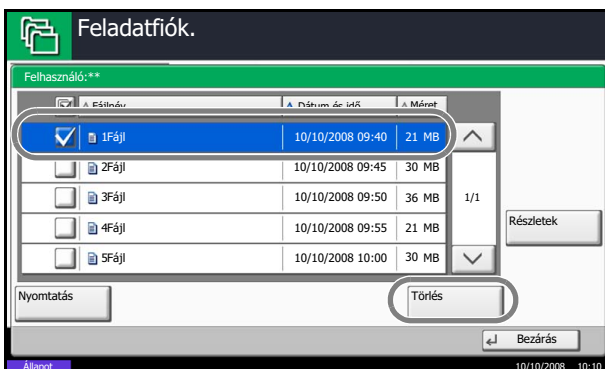 Feladatfiók.
Felhasználó:**
Fájlnév Dátum és idő Méret
1Fájl 10/10/2008 09:40 21 MB
2Fájl 10/10/2008 09:45 30 MB
3Fájl 10/10/2008 09:50 36 MB 1/1
4Fájl 10/10/2008 09:55 21 MB Részletek
5Fájl 10/10/2008 10:00 30 MB
Nyomtatás Törlés
Bezárás
Állapot 10/10/2008 10:10